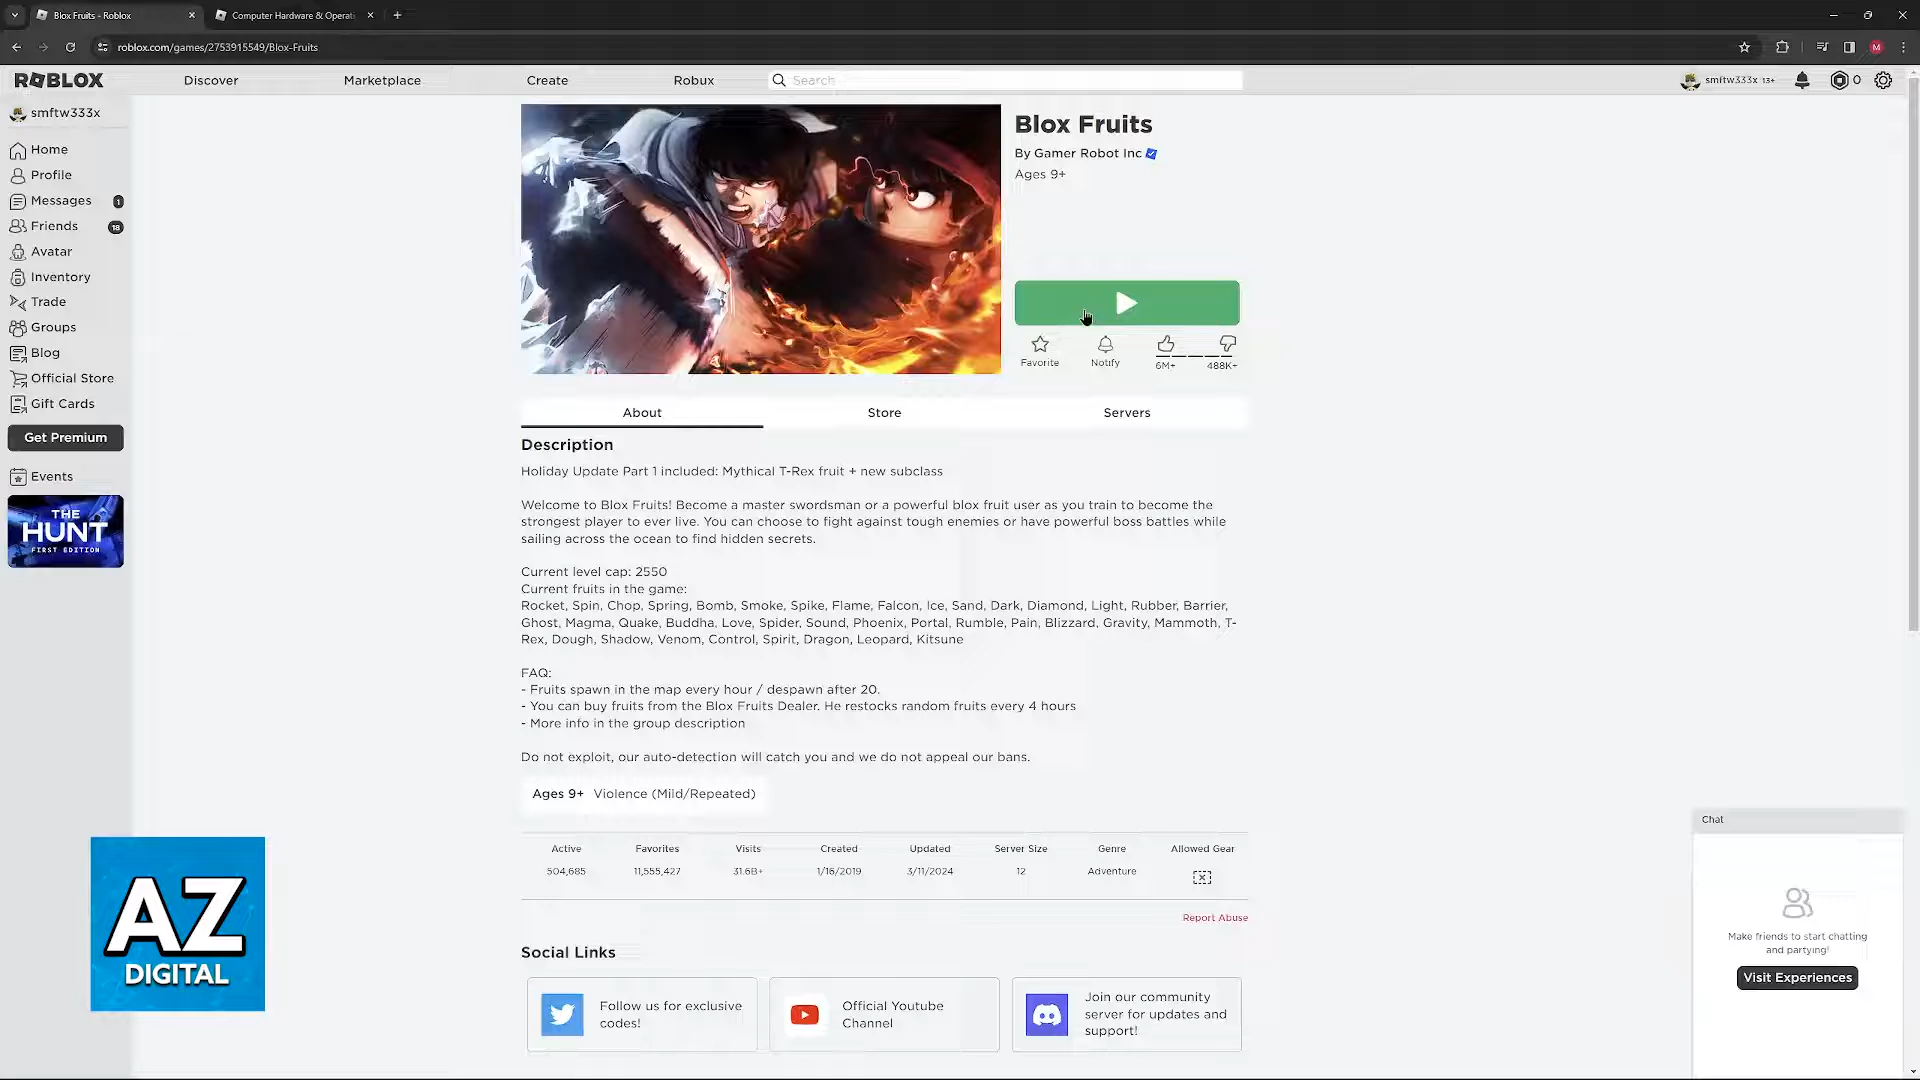 Blox Fruits - Roblox
Computer Hardware & Operat
roblox.com/games/2753915549/Blox-Fruits
M
ROBLOX
Discover
Marketplace
Create
Robux
Search
smftw333x 13+
0
smftw333x
Home
Profile
Messages 1
Friends 18
Avatar
Inventory
Trade
Groups
Blog
Official Store
Gift Cards
Get Premium
Events
THE
HUNT
FIRST EDITION
Blox Fruits
By Gamer Robot Inc
Ages 9+
Favorite
Notify
6M+
488K+
About
Store
Servers
Description
Holiday Update Part 1 included: Mythical T-Rex fruit + new subclass
Welcome to Blox Fruits! Become a master swordsman or a powerful blox fruit user as you train to become the
strongest player to ever live. You can choose to fight against tough enemies or have powerful boss battles while
sailing across the ocean to find hidden secrets.
Current level cap: 2550
Current fruits in the game:
Rocket, Spin, Chop, Spring, Bomb, Smoke, Spike, Flame, Falcon, Ice, Sand, Dark, Diamond, Light, Rubber, Barrier,
Ghost, Magma, Quake, Buddha, Love, Spider, Sound, Phoenix, Portal, Rumble, Pain, Blizzard, Gravity, Mammoth, T-
Rex, Dough, Shadow, Venom, Control, Spirit, Dragon, Leopard, Kitsune
FAQ:
- Fruits spawn in the map every hour / despawn after 20.
- You can buy fruits from the Blox Fruits Dealer. He restocks random fruits every 4 hours
- More info in the group description
Do not exploit, our auto-detection will catch you and we do not appeal our bans.
Ages 9+ Violence (Mild/Repeated)
Active Favorites Visits Created Updated Server Size Genre Allowed Gear
504,685 11,555,427 31.6B+ 1/16/2019 3/11/2024 12 Adventure
Report Abuse
Social Links
Follow us for exclusive
codes!
Official Youtube
Channel
Join our community
server for updates and
support!
Chat
Make friends to start chatting
and partying!
Visit Experiences
AZ
DIGITAL